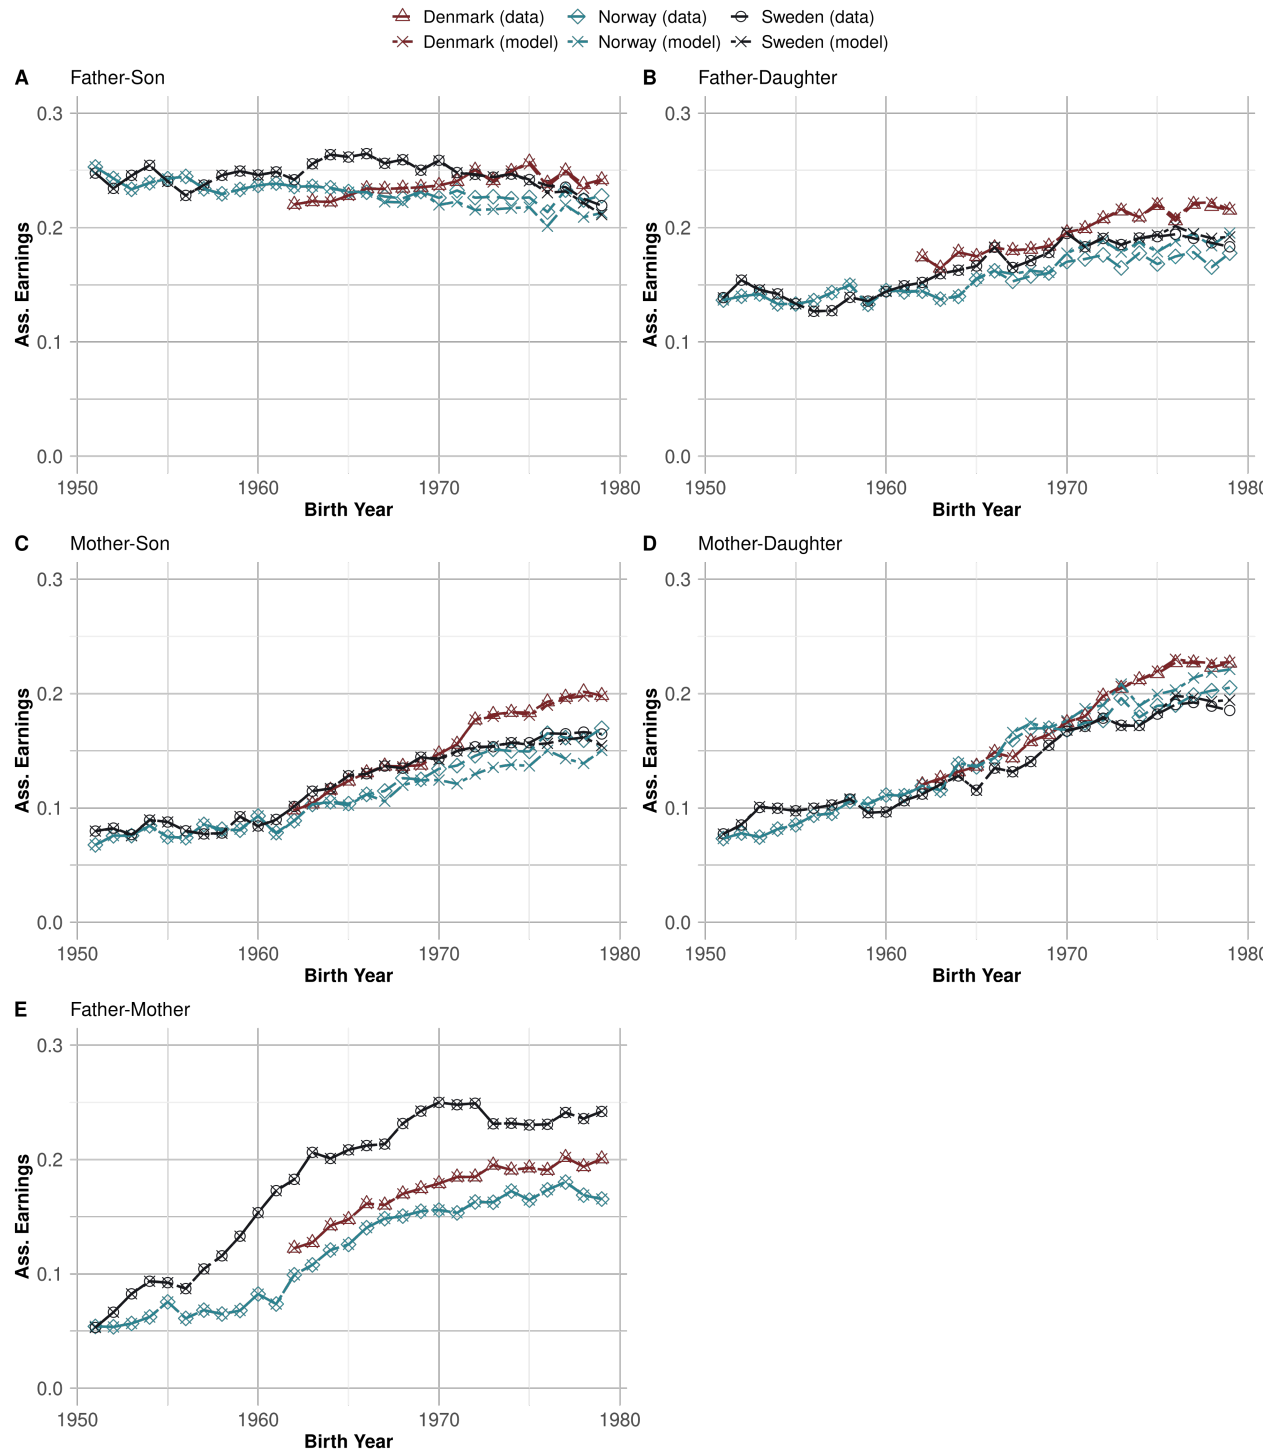 Denmark (data) Norway (data) Sweden (data)
Denmark (model) Norway (model) Sweden (model)
A Father-Son
0.3
0.2
0.1
0.0
Ass. Earnings
1950 1960 1970 1980
Birth Year
B Father-Daughter
0.3
0.2
0.1
0.0
Ass. Earnings
1950 1960 1970 1980
Birth Year
C Mother-Son
0.3
0.2
0.1
0.0
Ass. Earnings
1950 1960 1970 1980
Birth Year
D Mother-Daughter
0.3
0.2
0.1
0.0
Ass. Earnings
1950 1960 1970 1980
Birth Year
E Father-Mother
0.3
0.2
0.1
0.0
Ass. Earnings
1950 1960 1970 1980
Birth Year